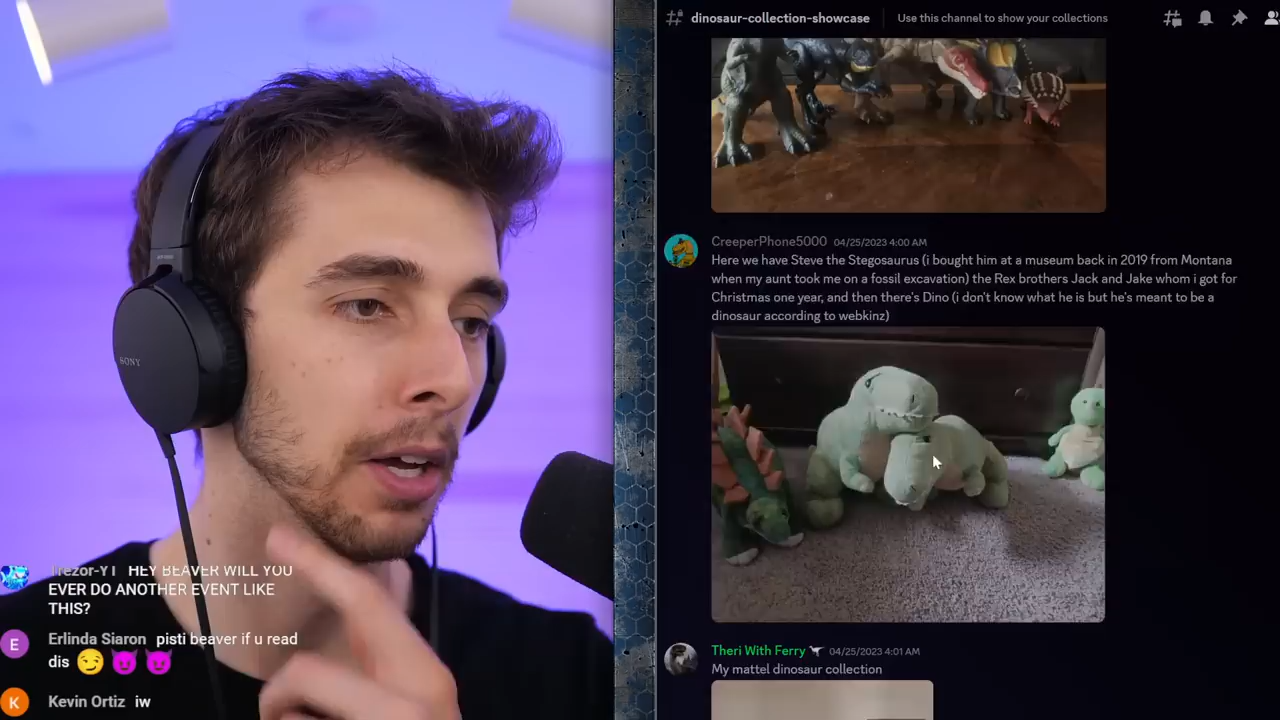 dinosaur-collection-showcase
Use this channel to show your collections
CreeperPhone5000 04/25/2023 4:00 AM
Here we have Steve the Stegosaurus (i bought him at a museum back in 2019 from Montana
when my aunt took me on a fossil excavation) the Rex brothers Jack and Jake whom i got for
Christmas one year, and then there's Dino (i don't know what he is but he's meant to be a
dinosaur according to webkinz)
Theri With Ferry 04/25/2023 4:01 AM
My mattel dinosaur collection
SONY
Trezor-YT HEY BEAVER WILL YOU
EVER DO ANOTHER EVENT LIKE
THIS?
E
Erlinda Siaron pisti beaver if u read
dis 😏 😈 😈
K
Kevin Ortiz iw